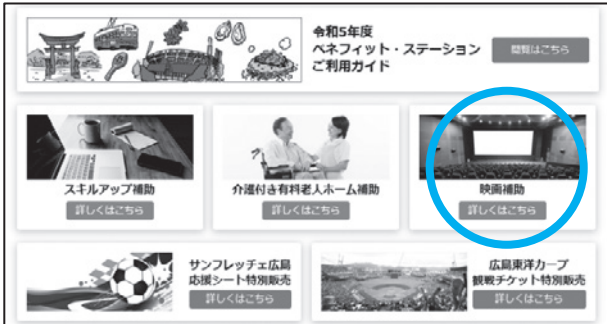 令和5年度
ベネフィット・ステーション
ご利用ガイド
閲覧はこちら
スキルアップ補助
詳しくはこちら
介護付き有料老人ホーム補助
詳しくはこちら
映画補助
詳しくはこちら
サンフレッチェ広島
応援シート特別販売
詳しくはこちら
広島東洋カープ
観戦チケット特別販売
詳しくはこちら